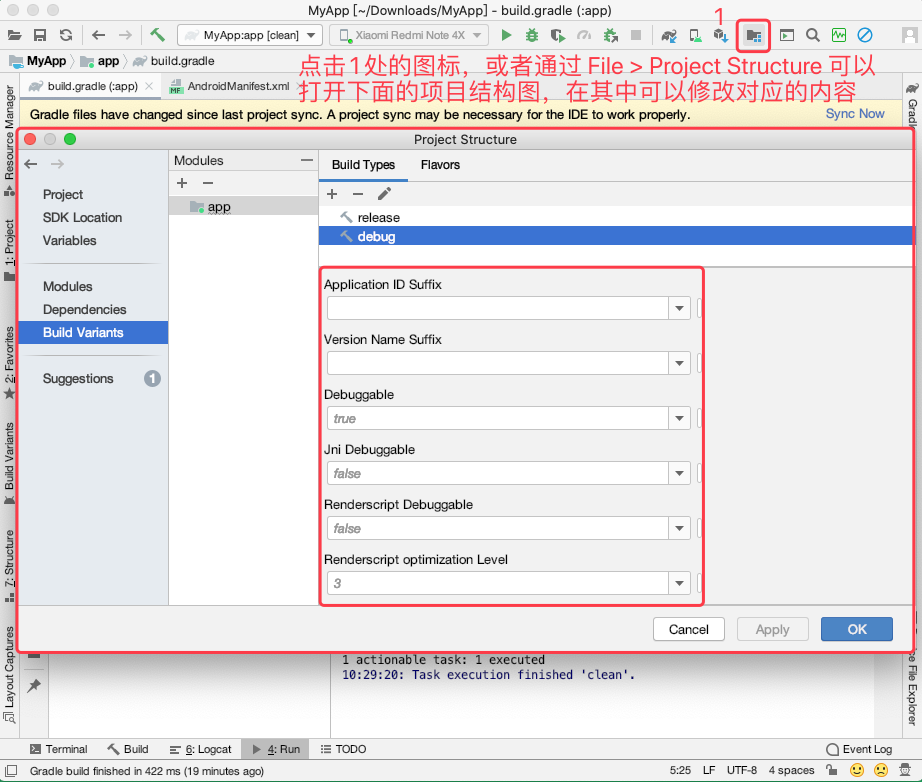 MyApp [~/Downloads/MyApp] - build.gradle (:app)
1
MyApp:app [clean]
Xiaomi Redmi Note 4X
MyApp
app
build.gradle
点击1处的图标，或者通过 File > Project Structure 可以
打开下面的项目结构图，在其中可以修改对应的内容
build.gradle (:app)
AndroidManifest.xml
Gradle files have changed since last project sync. A project sync may be necessary for the IDE to work properly.
Sync Now
Project Structure
Project
SDK Location
Variables
Modules
Dependencies
Build Variants
Suggestions
1
Modules
app
Build Types
Flavors
release
debug
Application ID Suffix
Version Name Suffix
Debuggable
true
Jni Debuggable
false
Renderscript Debuggable
false
Renderscript optimization Level
3
Cancel
Apply
OK
Resource Manager
1: Project
2: Favorites
Build Variants
7: Structure
Layout Captures
1 actionable task: 1 executed
10:29:20: Task execution finished 'clean'.
Terminal
Build
6: Logcat
4: Run
TODO
Event Log
Gradle build finished in 422 ms (19 minutes ago)
5:25
LF
UTF-8
4 spaces